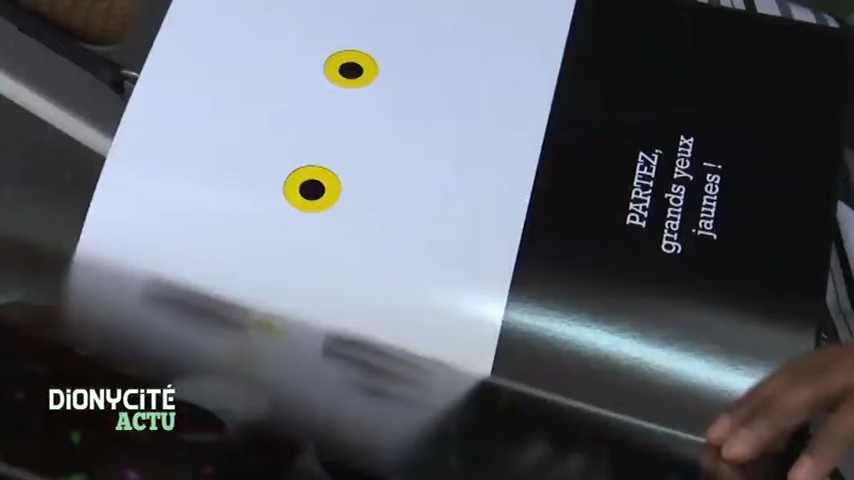 PARTEZ,
grands yeux
jaunes !
DIONYCITÉ
ACTU